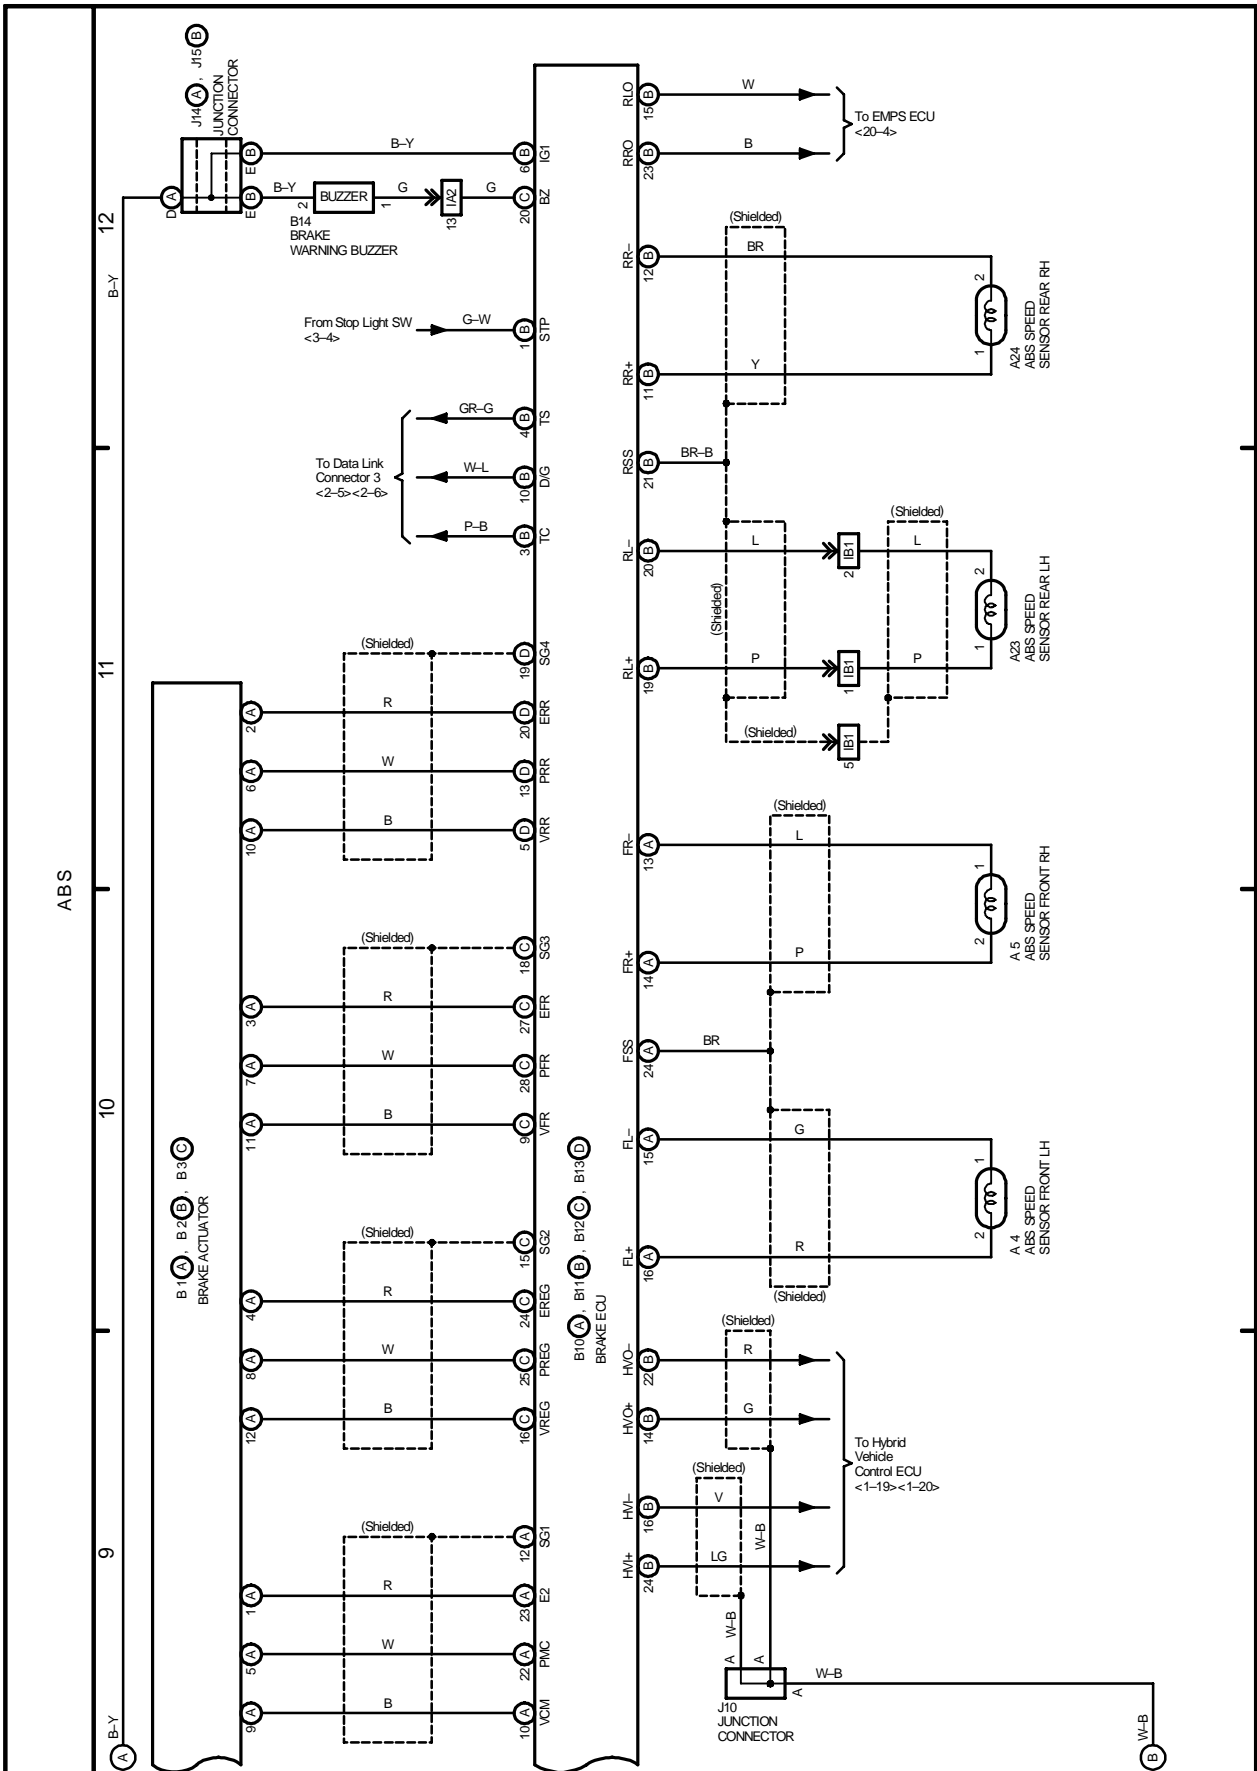 ABS
12
11
10
9
J14 A , J15 B
JUNCTION
CONNECTOR
D A
E B
E B
B–Y
B–Y
B–Y
B–Y
A
BUZZER
2
1
G
IA2
13
G
B14
BRAKE
WARNING BUZZER
From Stop Light SW
<3–4>
G–W
To Data Link
Connector 3
<2–5><2–6>
GR–G
W–L
P–B
6 B IG1
20 C BZ
1 B STP
4 B TS
10 B D/G
3 B TC
(Shielded)
19 D SG4
2 A R 20 D ERR
6 A W 13 D PRR
10 A B 5 D VRR
(Shielded)
18 C SG3
3 A R 27 C EFR
7 A W 28 C PFR
11 A B 9 C VFR
B 1 A , B 2 B , B 3 C
BRAKE ACTUATOR
B10 A , B11 B , B12 C , B13 D
BRAKE ECU
(Shielded)
15 C SG2
4 A R 24 C EREG
8 A W 25 C PREG
12 A B 16 C VREG
(Shielded)
12 A SG1
1 A R 23 A E2
5 A W 22 A PMC
9 A B 10 A VCM
RLO 15 B W
RRO 23 B B
To EMPS ECU
<20–4>
(Shielded)
RR– 12 B BR 2
RR+ 11 B Y 1
A24
ABS SPEED
SENSOR REAR RH
RSS 21 B BR–B
(Shielded)
(Shielded)
RL– 20 B L IB1 2 L 2
RL+ 19 B P IB1 1 P 1
(Shielded) IB1 5
A23
ABS SPEED
SENSOR REAR LH
(Shielded)
FR– 13 A L 1
FR+ 14 A P 2
A 5
ABS SPEED
SENSOR FRONT RH
FSS 24 A BR
FL– 15 A G 1
FL+ 16 A R 2
(Shielded)
A 4
ABS SPEED
SENSOR FRONT LH
(Shielded)
HVO– 22 B R
HVO+ 14 B G
(Shielded)
HVI– 16 B V
HVI+ 24 B LG
To Hybrid
Vehicle
Control ECU
<1–19><1–20>
W–B
W–B
A
A
A
W–B
J10
JUNCTION
CONNECTOR
W–B
B